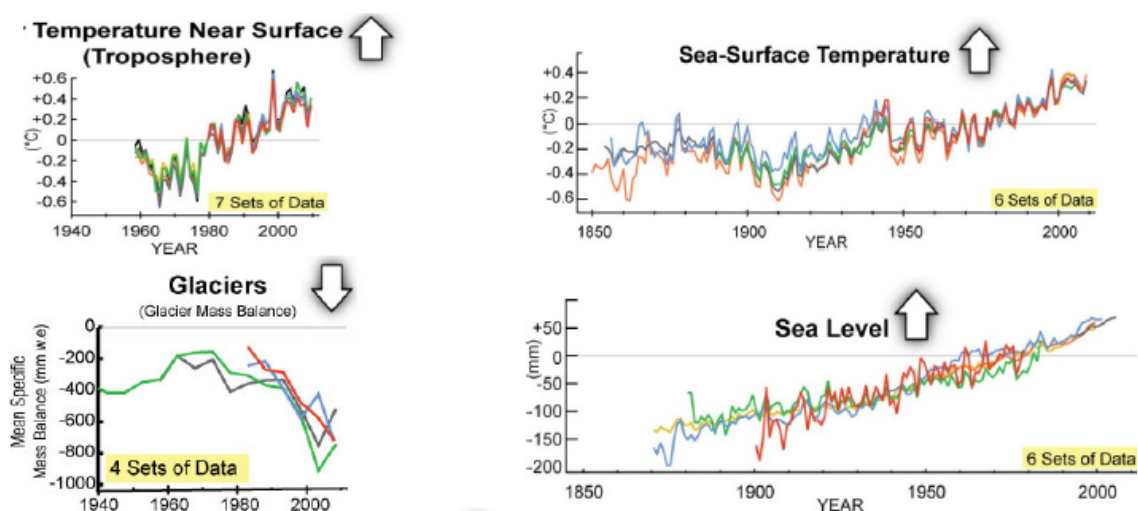 Temperature Near Surface
(Troposphere)
+0.6
+0.4
+0.2
0
-0.2
-0.4
-0.6
(°C)
7 Sets of Data
1940
1960
1980
2000
YEAR
Sea-Surface Temperature
+0.4
0
-0.2
-0.4
-0.6
(°C)
6 Sets of Data
1850
1900
1950
2000
YEAR
Glaciers
(Glacier Mass Balance)
0
-200
-400
-600
-800
-1000
Mean Specific
Mass Balance (mm w.e)
4 Sets of Data
1940
1960
1980
2000
Sea Level
+50
0
-50
-100
-150
-200
(mm)
6 Sets of Data
1850
1900
1950
2000
YEAR